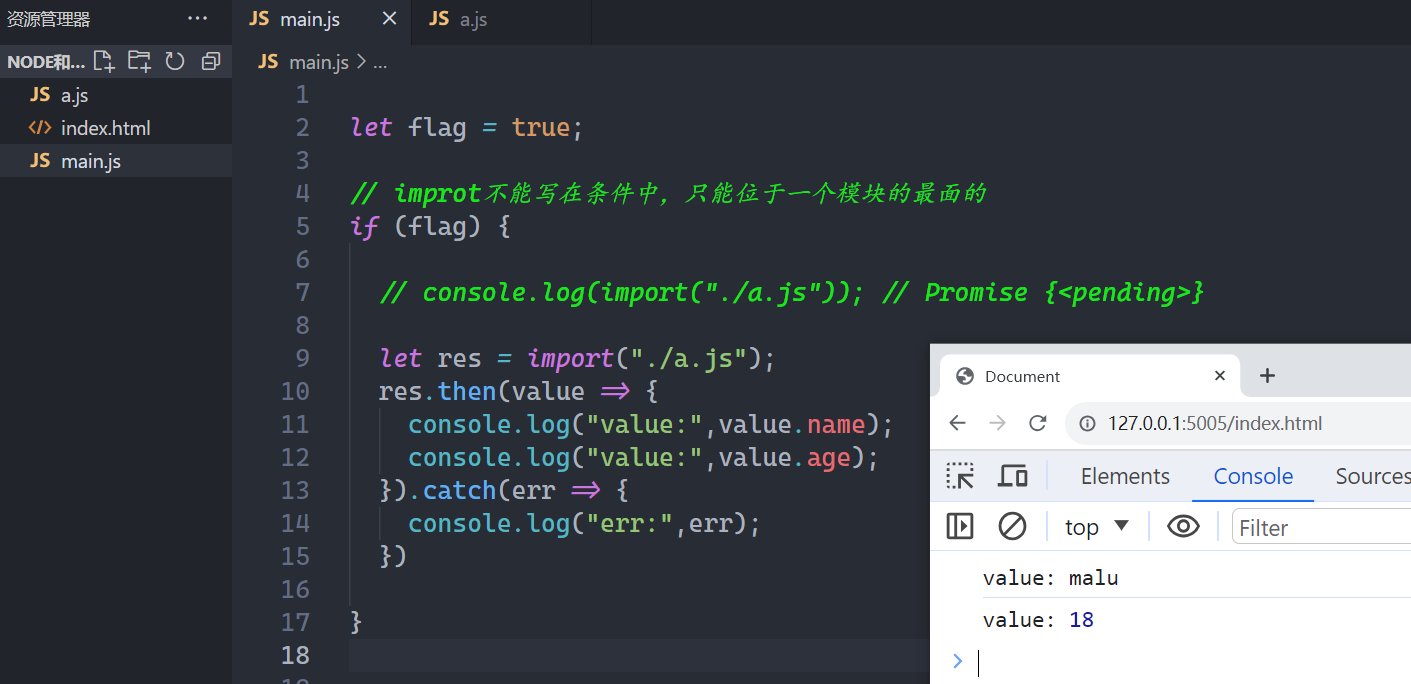 资源管理器
···
NODE和...
JS a.js
</> index.html
JS main.js
JS main.js
JS a.js
JS main.js > ...
1
2 let flag = true;
3
4 // improt不能写在条件中，只能位于一个模块的最面的
5 if (flag) {
6
7 // console.log(import("./a.js")); // Promise {<pending>}
8
9 let res = import("./a.js");
10 res.then(value => {
11 console.log("value:",value.name);
12 console.log("value:",value.age);
13 }).catch(err => {
14 console.log("err:",err);
15 })
16
17 }
18
Document
127.0.0.1:5005/index.html
Elements Console Sources
top Filter
value: malu
value: 18
>